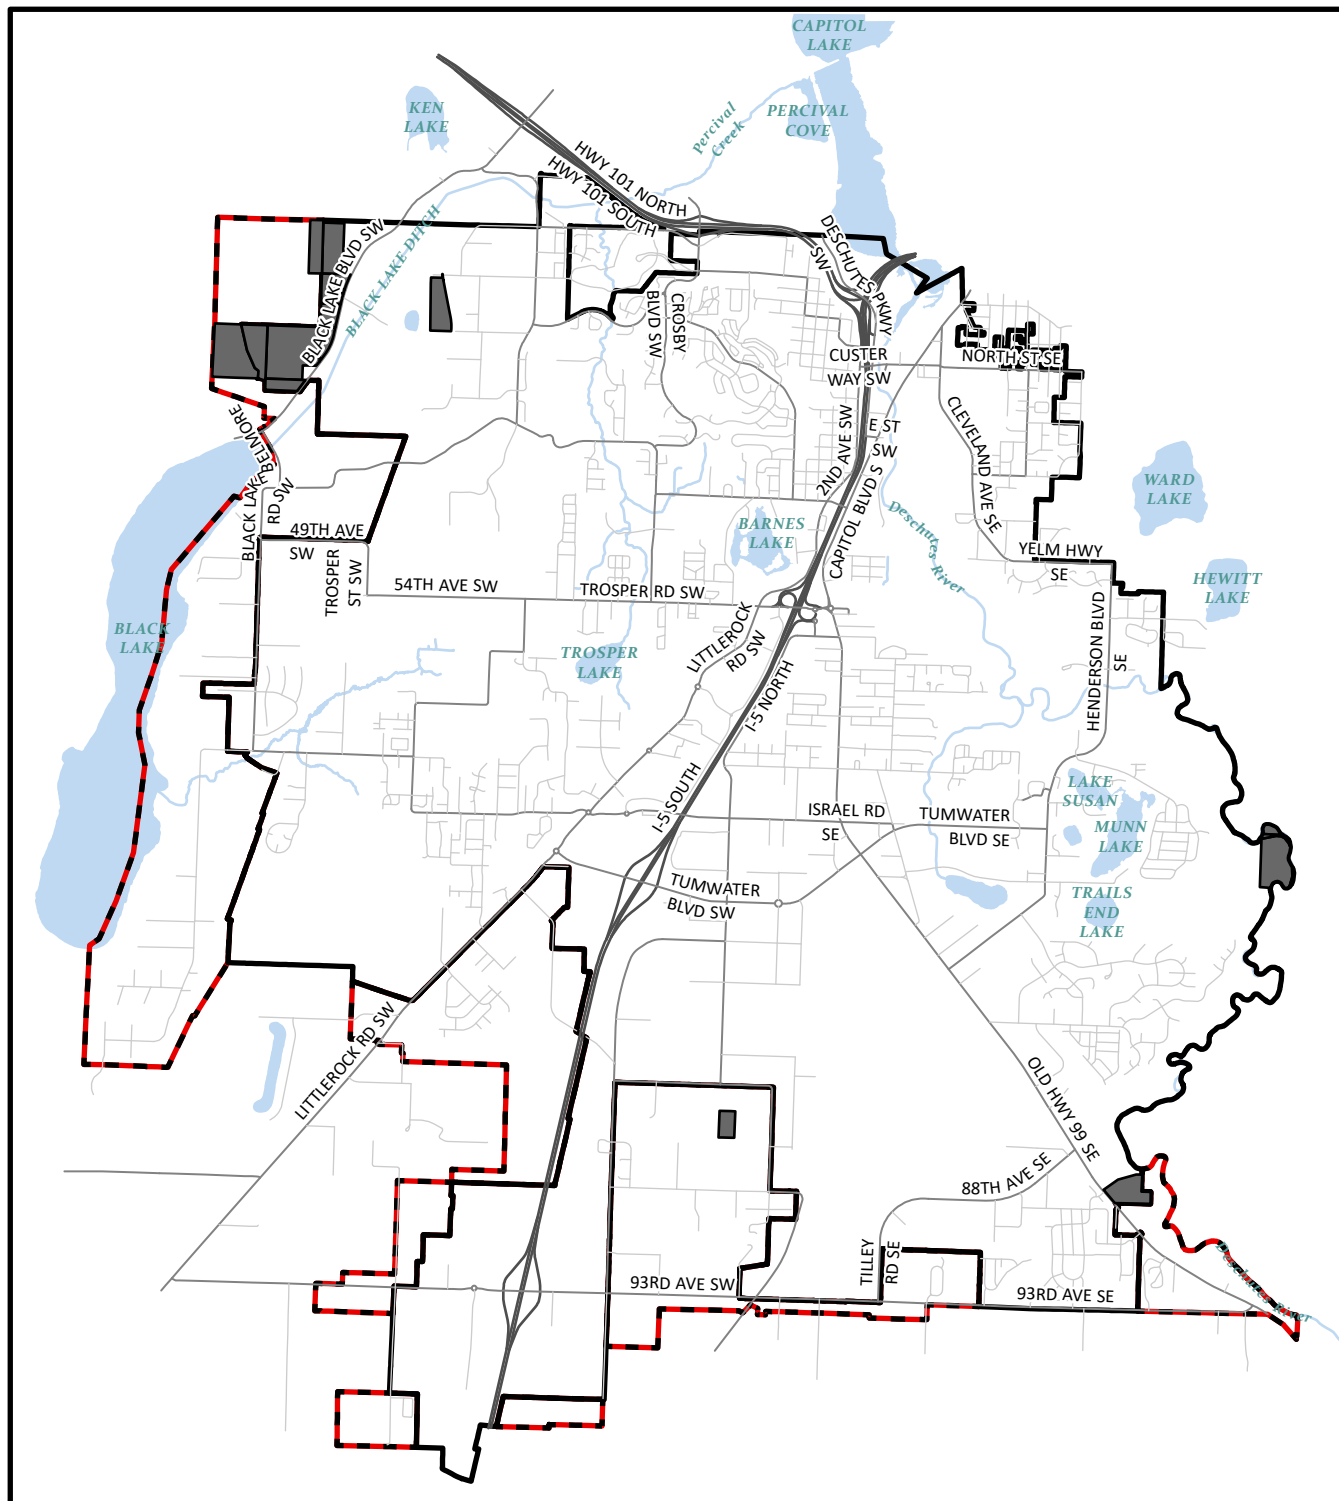 CAPITOL
LAKE
KEN
LAKE
Percival
Creek
PERCIVAL
COVE
HWY 101 NORTH
HWY 101 SOUTH
BLACK LAKE BLVD SW
BLACK LAKE DITCH
DESCHUTES PKWY
SW
CROSBY
BLVD SW
CUSTER
WAY SW
NORTH ST SE
BLACK LAKE BELMORE
RD SW
2ND AVE SW
E ST
SW
CLEVELAND AVE SE
CAPITOL BLVD S
WARD
LAKE
49TH AVE
SW
BARNES
LAKE
Deschutes River
YELM HWY
SE
TROSPER
ST SW
54TH AVE SW
TROSPER RD SW
HEWITT
LAKE
BLACK
LAKE
TROSPER
LAKE
LITTLEROCK
RD SW
HENDERSON BLVD
SE
I-5 NORTH
I-5 SOUTH
LAKE
SUSAN
ISRAEL RD
SE
TUMWATER
BLVD SE
MUNN
LAKE
TUMWATER
BLVD SW
TRAILS
END
LAKE
LITTLEROCK RD SW
OLD HWY 99 SE
88TH AVE SE
TILLEY
RD SE
93RD AVE SW
93RD AVE SE
Deschutes River